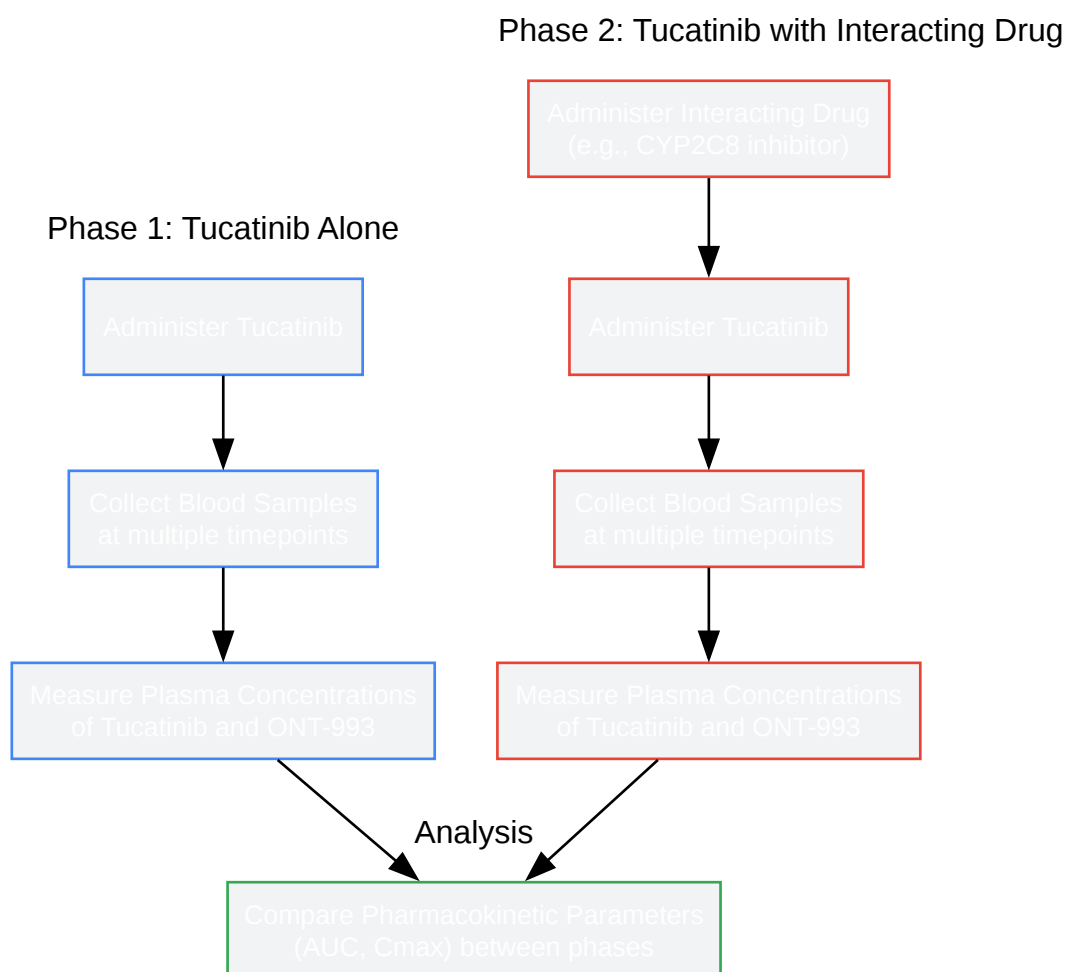 Phase 2: Tucatinib with Interacting Drug
Administer Interacting Drug
(e.g., CYP2C8 inhibitor)
Phase 1: Tucatinib Alone
Administer Tucatinib
Administer Tucatinib
Collect Blood Samples
at multiple timepoints
Collect Blood Samples
at multiple timepoints
Measure Plasma Concentrations
of Tucatinib and ONT-993
Measure Plasma Concentrations
of Tucatinib and ONT-993
Analysis
Compare Pharmacokinetic Parameters
(AUC, Cmax) between phases